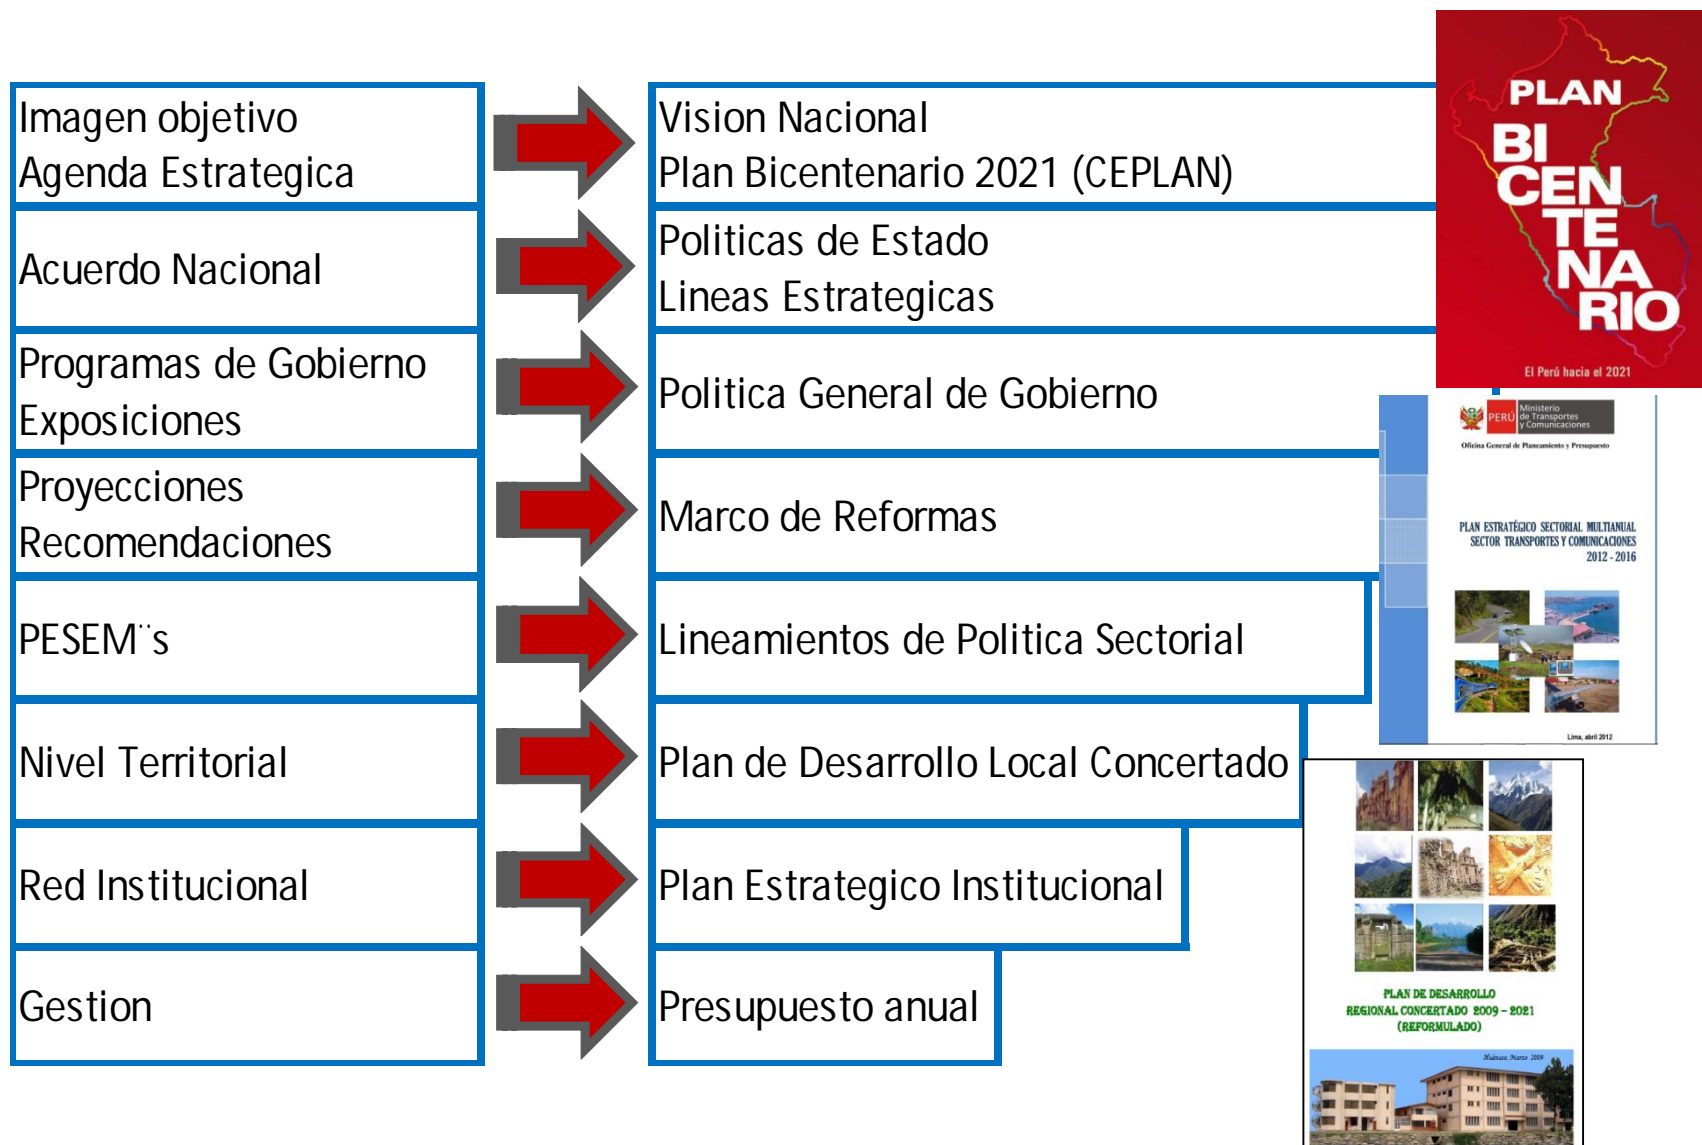 Imagen objetivo
Agenda Estrategica
Vision Nacional
Plan Bicentenario 2021 (CEPLAN)
Acuerdo Nacional
Politicas de Estado
Lineas Estrategicas
Programas de Gobierno
Exposiciones
Politica General de Gobierno
Proyecciones
Recomendaciones
Marco de Reformas
PESEM¨s
Lineamientos de Politica Sectorial
Nivel Territorial
Plan de Desarrollo Local Concertado
Red Institucional
Plan Estrategico Institucional
Gestion
Presupuesto anual
PLAN
BI
CEN
TE
NA
RIO
El Perú hacia el 2021
PERÚ
Ministerio
de Transportes
y Comunicaciones
Oficina General de Planeamiento y Presupuesto
PLAN ESTRATÉGICO SECTORIAL MULTIANUAL
SECTOR TRANSPORTES Y COMUNICACIONES
2012 - 2016
Lima, abril 2012
PLAN DE DESARROLLO
REGIONAL CONCERTADO 2009 – 2021
(REFORMULADO)
Huánuco, Marzo 2009